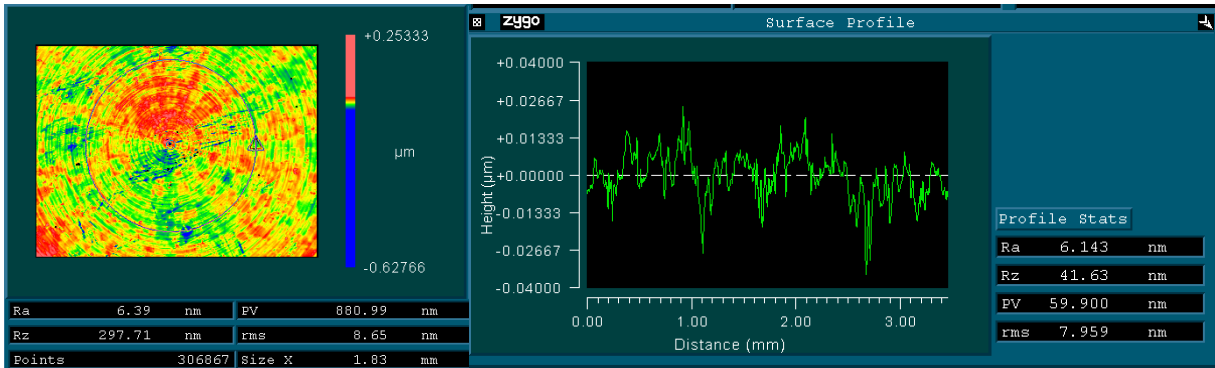 +0.25333
µm
-0.62766
Ra 6.39 nm PV 880.99 nm
Rz 297.71 nm rms 8.65 nm
Points 306867 Size X 1.83 mm
zygo Surface Profile
+0.04000
+0.02667
+0.01333
+0.00000
-0.01333
-0.02667
-0.04000
Height (µm)
0.00 1.00 2.00 3.00
Distance (mm)
Profile Stats
Ra 6.143 nm
Rz 41.63 nm
PV 59.900 nm
rms 7.959 nm